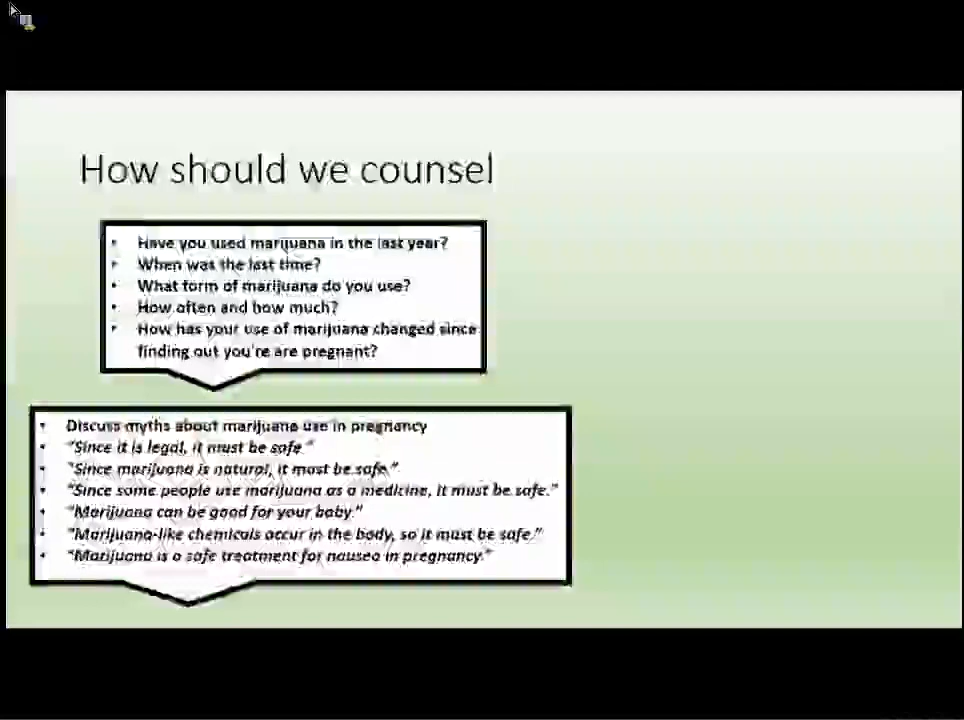 How should we counsel
• Have you used marijuana in the last year?
• When was the last time?
• What form of marijuana do you use?
• How often and how much?
• How has your use of marijuana changed since
finding out you're are pregnant?
• Discuss myths about marijuana use in pregnancy
• "Since it is legal, it must be safe."
• "Since marijuana is natural, it must be safe."
• "Since some people use marijuana as a medicine, it must be safe."
• "Marijuana can be good for your baby."
• "Marijuana-like chemicals occur in the body, so it must be safe."
• "Marijuana is a safe treatment for nausea in pregnancy."